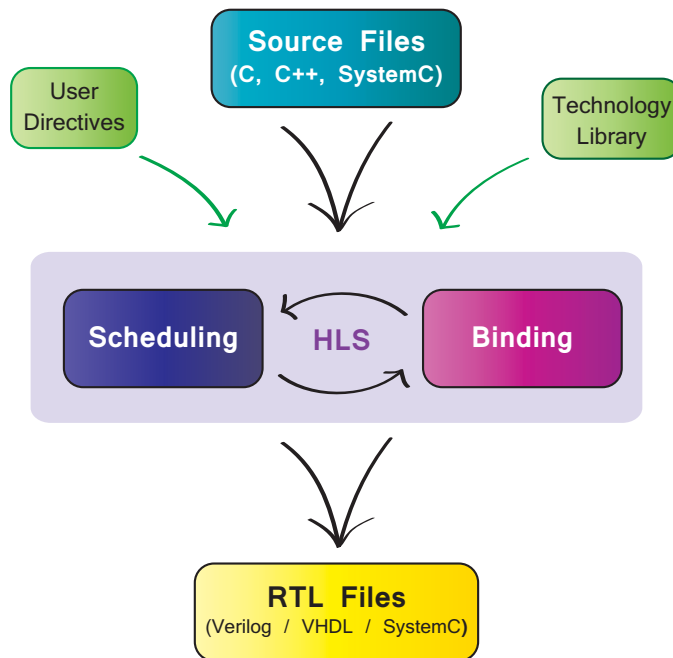 Source Files
(C, C++, SystemC)
User
Directives
Technology
Library
Scheduling
HLS
Binding
RTL Files
(Verilog / VHDL / SystemC)